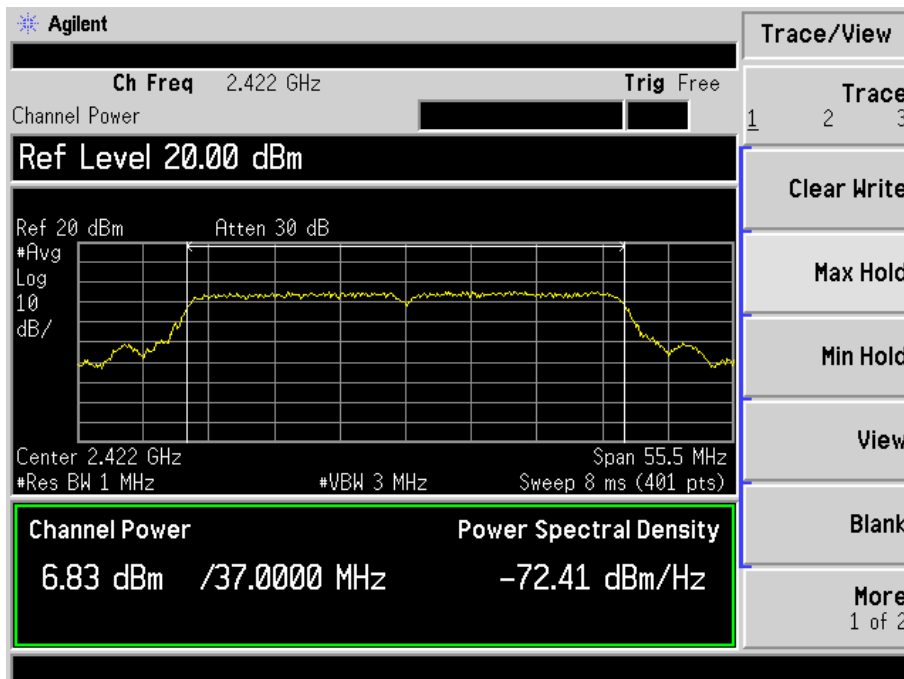 Agilent
Ch Freq 2.422 GHz Trig Free
Channel Power
Ref Level 20.00 dBm
Ref 20 dBm Atten 30 dB
#Avg
Log
10
dB/
Center 2.422 GHz Span 55.5 MHz
#Res BW 1 MHz #VBW 3 MHz Sweep 8 ms (401 pts)
Channel Power Power Spectral Density
6.83 dBm /37.0000 MHz -72.41 dBm/Hz
Trace/View
Trace
1 2 3
Clear Write
Max Hold
Min Hold
View
Blank
More
1 of 2